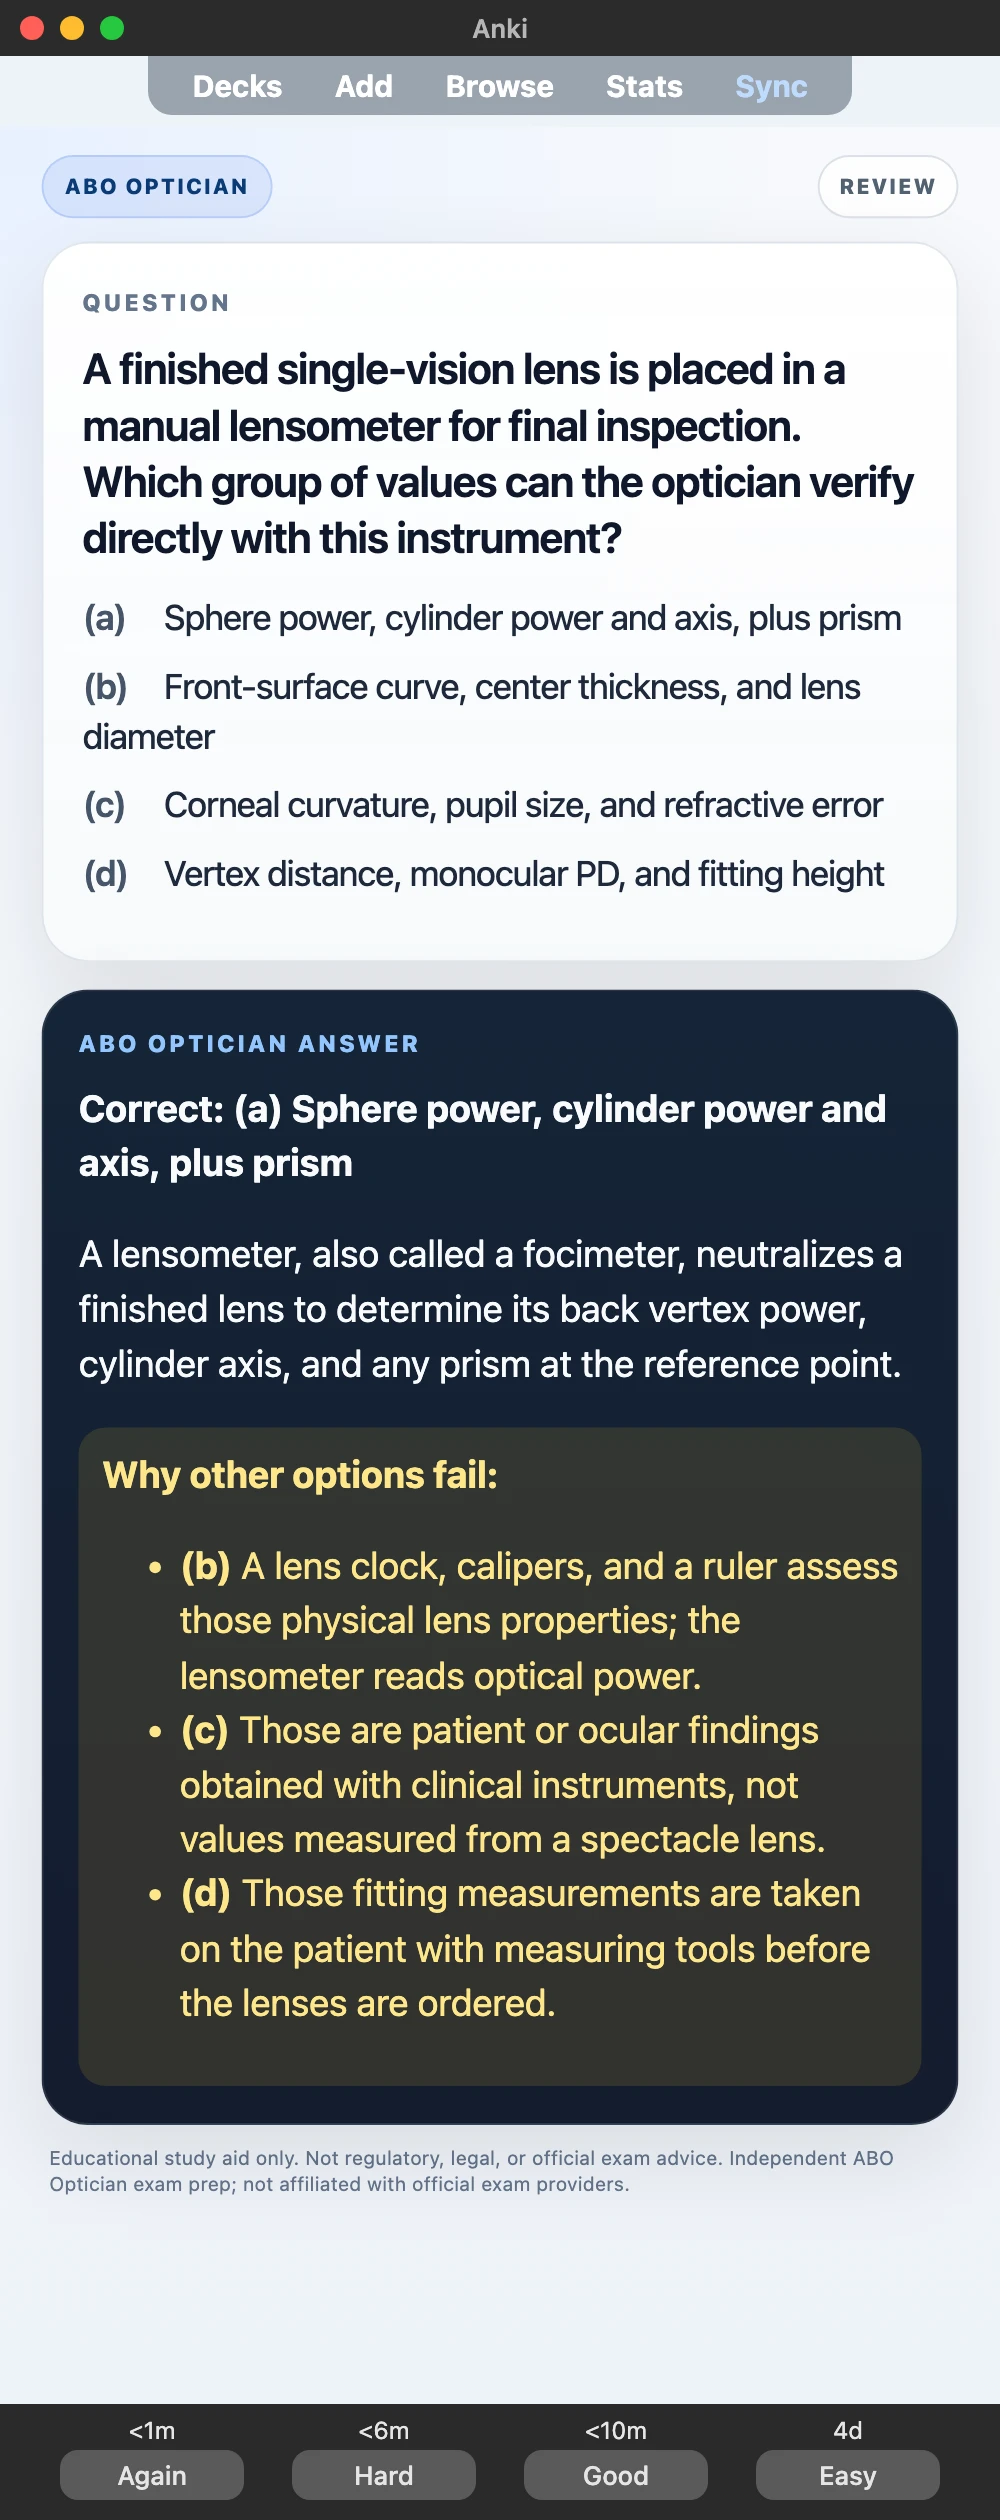 Anki
Decks Add Browse Stats Sync
ABO OPTICIAN
REVIEW
QUESTION
A finished single-vision lens is placed in a
manual lensometer for final inspection.
Which group of values can the optician verify
directly with this instrument?
(a) Sphere power, cylinder power and axis, plus prism
(b) Front-surface curve, center thickness, and lens
diameter
(c) Corneal curvature, pupil size, and refractive error
(d) Vertex distance, monocular PD, and fitting height
ABO OPTICIAN ANSWER
Correct: (a) Sphere power, cylinder power and
axis, plus prism
A lensometer, also called a focimeter, neutralizes a
finished lens to determine its back vertex power,
cylinder axis, and any prism at the reference point.
Why other options fail:
• (b) A lens clock, calipers, and a ruler assess
those physical lens properties; the
lensometer reads optical power.
• (c) Those are patient or ocular findings
obtained with clinical instruments, not
values measured from a spectacle lens.
• (d) Those fitting measurements are taken
on the patient with measuring tools before
the lenses are ordered.
Educational study aid only. Not regulatory, legal, or official exam advice. Independent ABO
Optician exam prep; not affiliated with official exam providers.
<1m <6m <10m 4d
Again Hard Good Easy